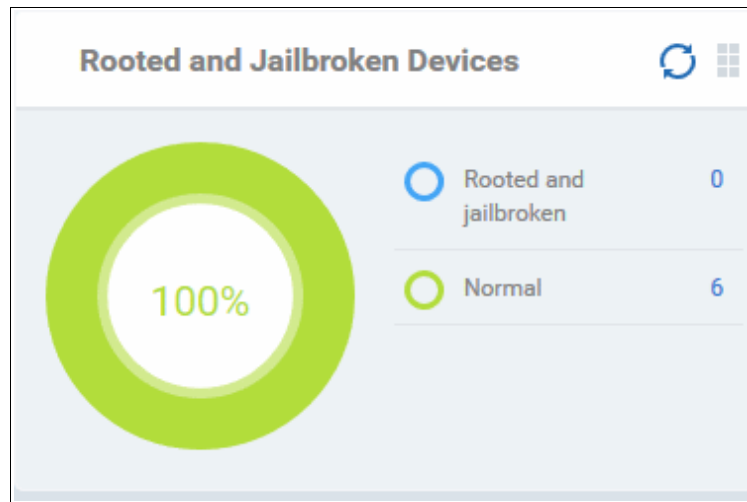 Rooted and Jailbroken Devices
100%
Rooted and 0
jailbroken
Normal 6